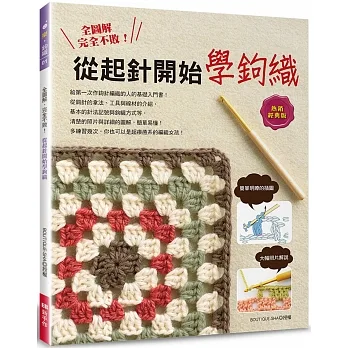 全圖解
完全不敗！
從起針開始學鉤織
熱銷
經典版
給第一次作鉤針編織的人的基礎入門書！
從鉤針的拿法、工具與線材的介紹，
基本的針法記號與鉤織方式等，
清楚的照片與詳細的圖解，簡單易懂！
多練習幾次，你也可以是超療癒系的編織女孩！
簡單明瞭的插圖
大幅照片解說
BOUTIQUE-SHA◎授權
全圖解・完全不敗！
從起針開始學鉤織
BOUTIQUE-SHA◎授權